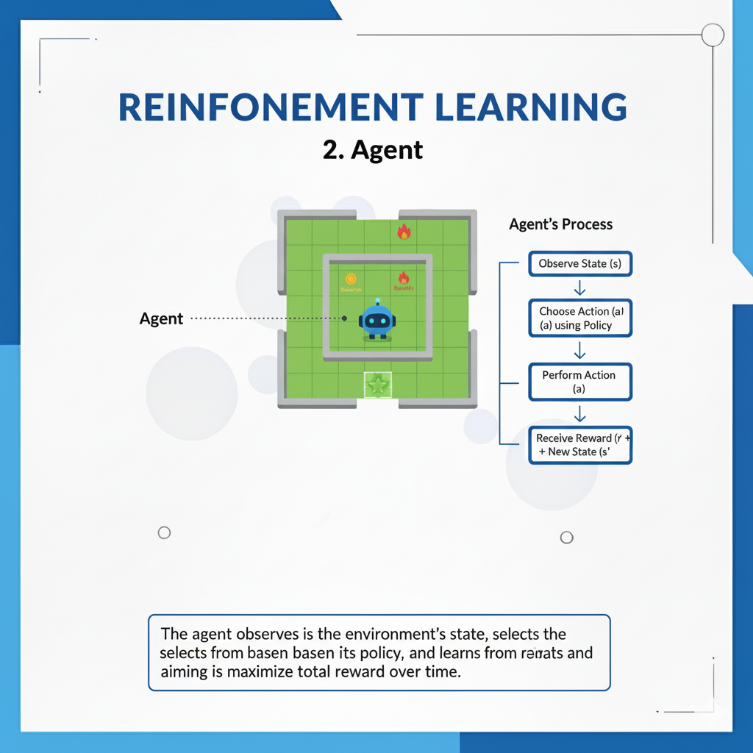 REINFONEMENT LEARNING
2. Agent
Agent's Process
Observe State (s)
Choose Action (a)
(a) using Policy
Agent
Perform Action
(a)
Receive Reward (r +
+ New State (s'
The agent observes is the environment's state, selects the
selects from basen basen its policy, and learns from and
aiming is maximize total reward over time.